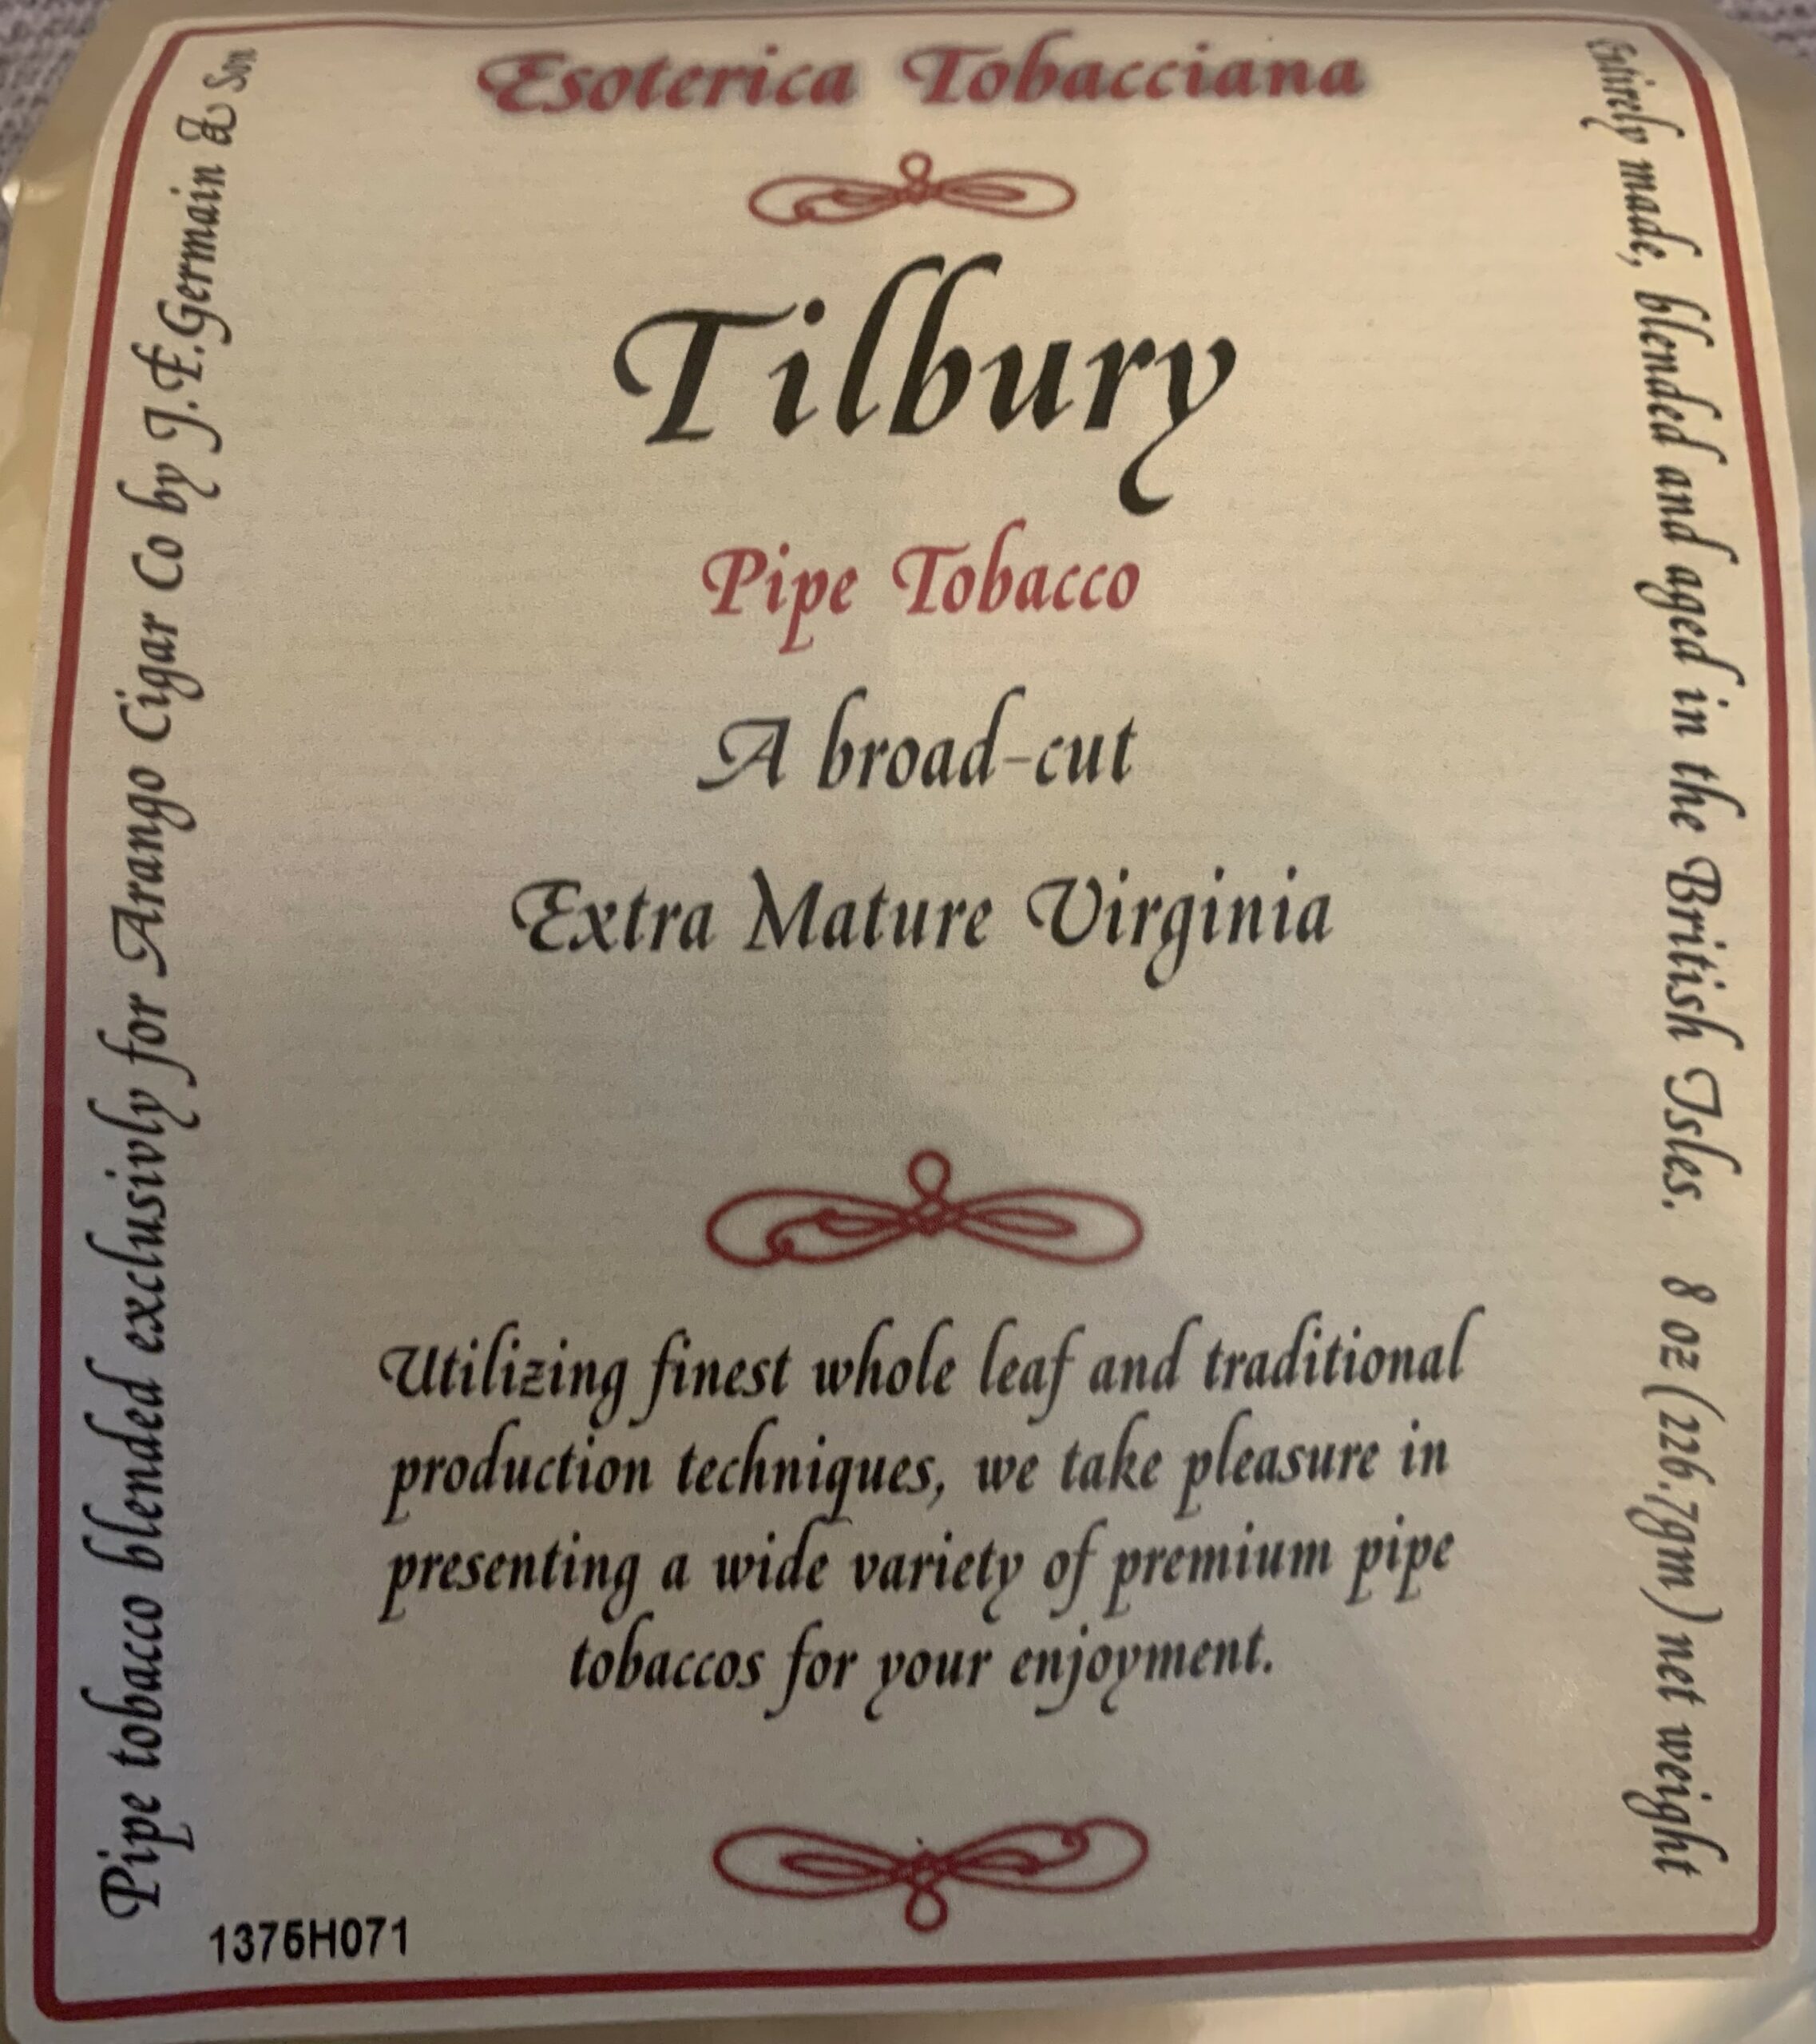 Esoterica Tobacciana
Tilbury
Pipe Tobacco
A broad-cut
Extra Mature Virginia
Utilizing finest whole leaf and traditional
production techniques, we take pleasure in
presenting a wide variety of premium pipe
tobaccos for your enjoyment.
Pipe tobacco blended exclusivly for Arango Cigar Co by J.E.Germain & Son
Entirely made, blended and aged in the British Isles. 8 oz (226.7gm) net weight
1375H071